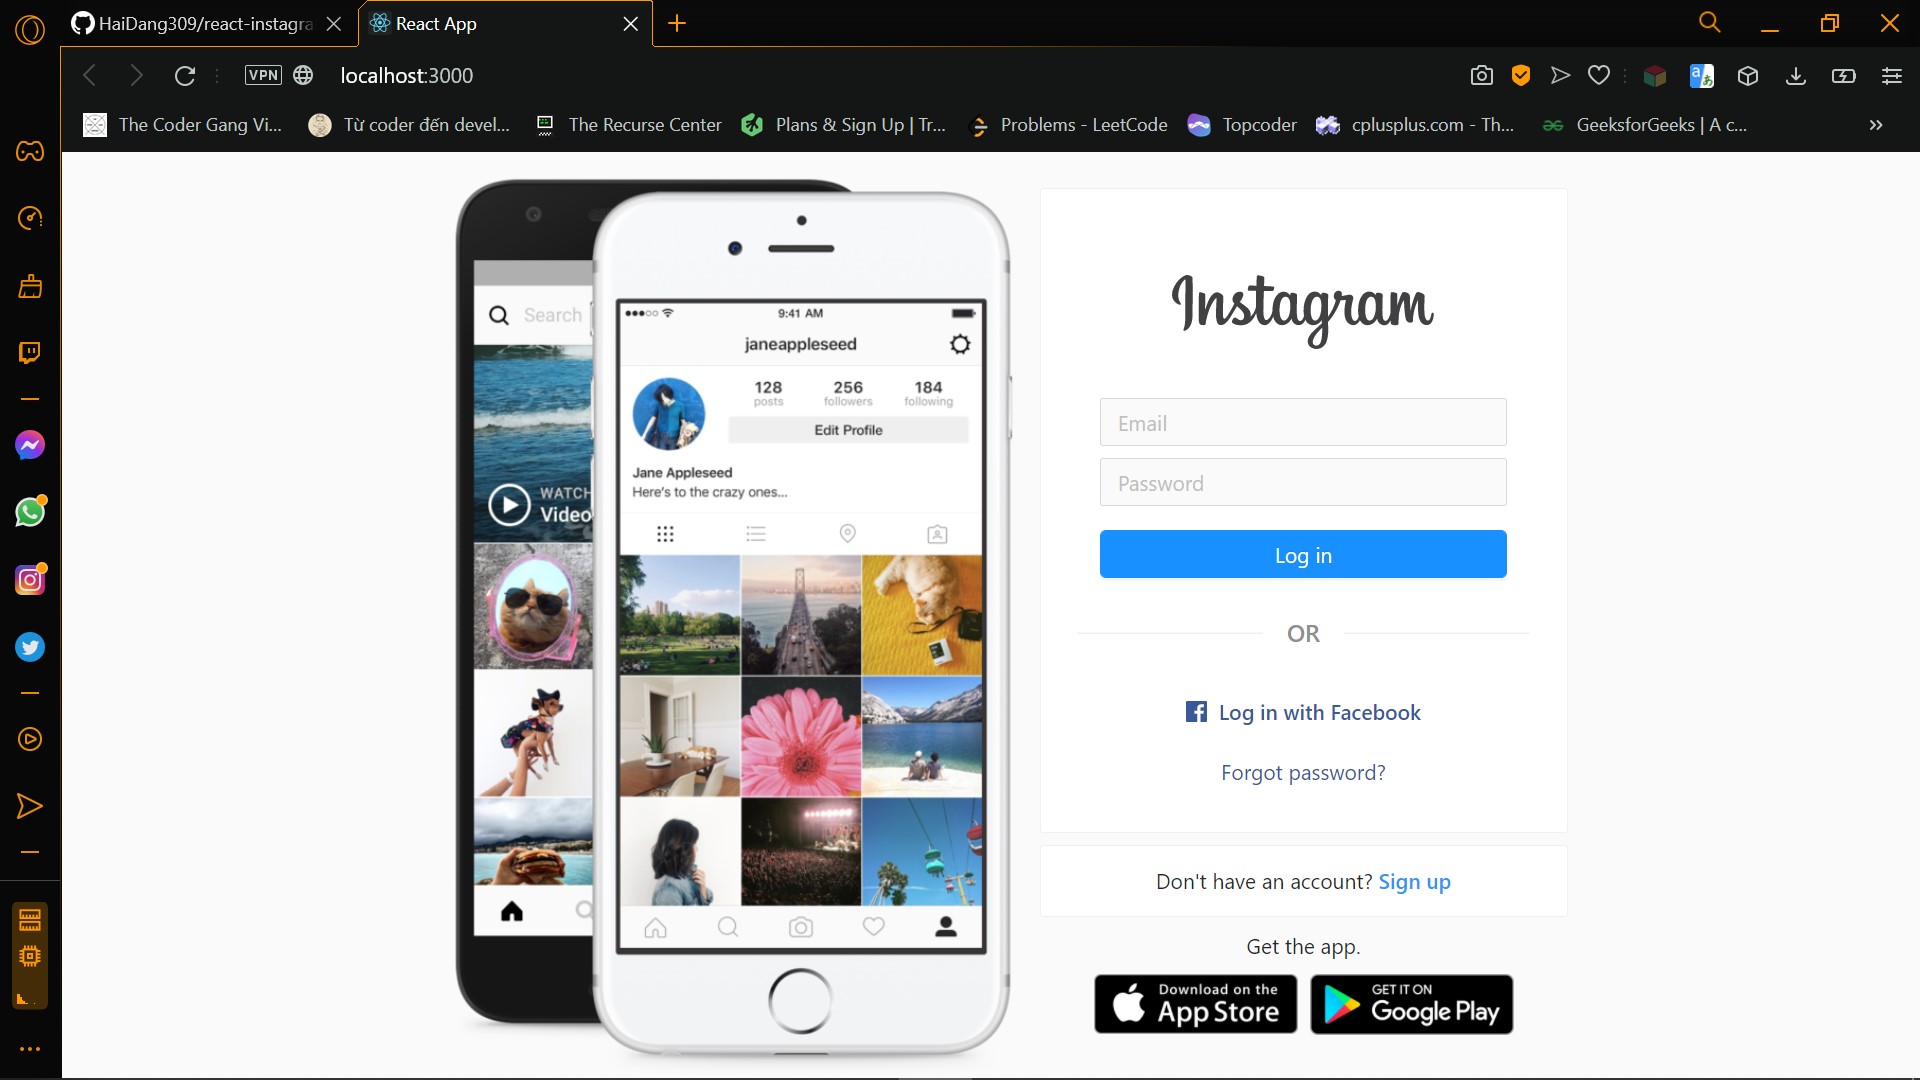 HaiDang309/react-instagra
React App
VPN
localhost:3000
The Coder Gang Vi...
Từ coder đến devel...
The Recurse Center
Plans & Sign Up | Tr...
Problems - LeetCode
Topcoder
cplusplus.com - Th...
GeeksforGeeks | A c...
Search
WATCH
Video
9:41 AM
janeappleseed
128
posts
256
followers
184
following
Edit Profile
Jane Appleseed
Here's to the crazy ones...
Instagram
Email
Password
Log in
OR
Log in with Facebook
Forgot password?
Don't have an account? Sign up
Get the app.
Download on the
App Store
GET IT ON
Google Play